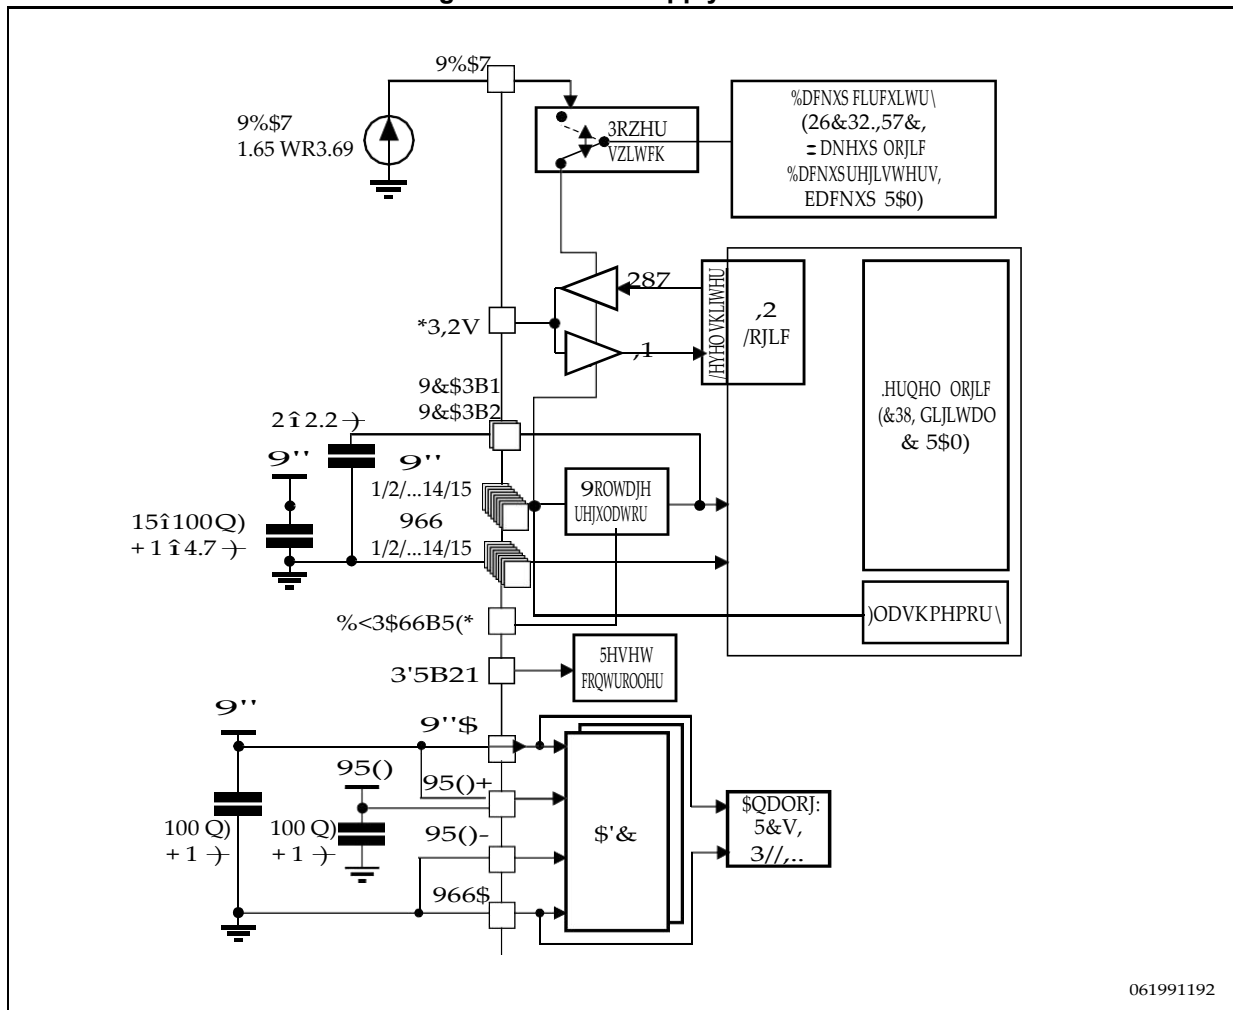 9%$7
9%$7
1.65 WR3.69
3RZHU
VZLWFK
%DFNXS FLUFXLWU\
(26&32.,57&,
=DNHXS ORJLF
%DFNXSUHJLVWHUV,
EDFNXS 5$0)
287
*3,2V
,1
/HYHO VKLIWHU
,2
/RJLF
.HUQHO ORJLF
(&38, GLJLWDO
& 5$0)
9&$3B1
9&$3B2
2î2.2 )
9''
9''
1/2/...14/15
9ROWDJH
UHJXODWRU
15î100Q)
+ 1 î4.7 )
966
1/2/...14/15
)ODVKPHPRU\
%<3$66B5(*
3'5B21
5HVHW
FRQWUROOHU
9''
9''$
95()
95()+
100 Q)
+ 1 )
100 Q)
+ 1 )
95()-
$'&
$QDORJ:
5&V,
3//,..
966$
061991192